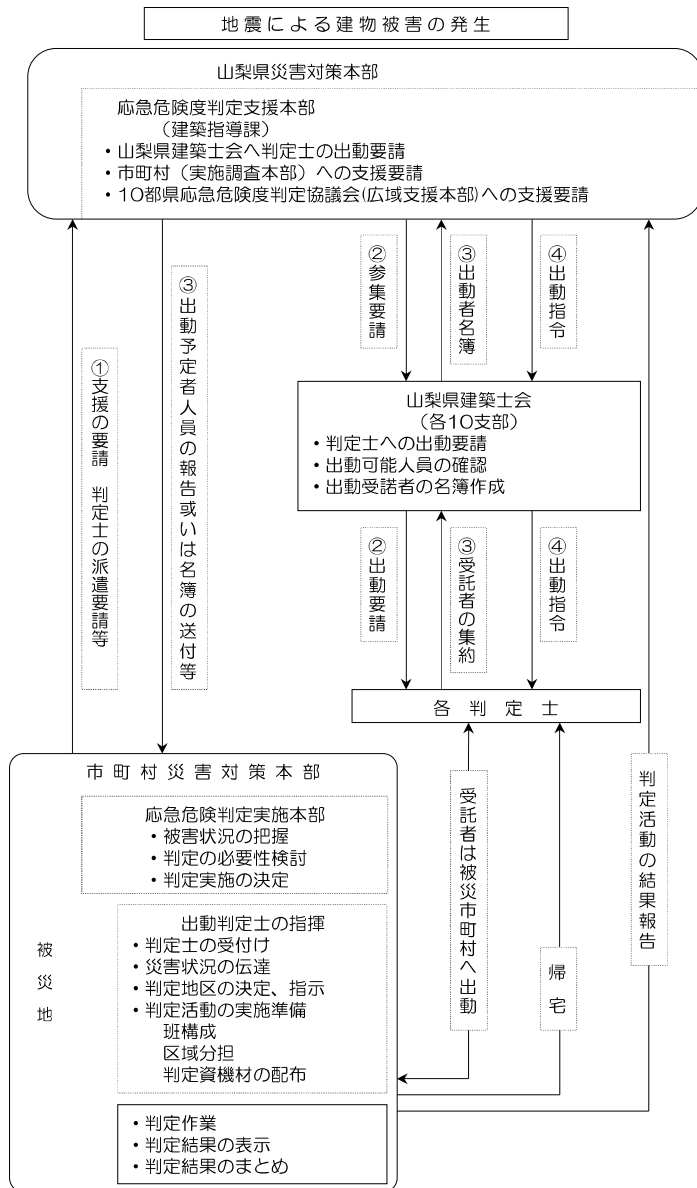 地震による建物被害の発生
山梨県災害対策本部
応急危険度判定支援本部
（建築指導課）
・山梨県建築士会へ判定士の出動要請
・市町村（実施調査本部）への支援要請
・10都県応急危険度判定協議会(広域支援本部)への支援要請
①支援の要請　判定士の派遣要請等
③出動予定者人員の報告或いは名簿の送付等
②参集要請
③出動者名簿
④出動指令
山梨県建築士会
（各10支部）
・判定士への出動要請
・出動可能人員の確認
・出動受諾者の名簿作成
②出動要請
③受託者の集約
④出動指令
各判定士
市町村災害対策本部
応急危険判定実施本部
・被害状況の把握
・判定の必要性検討
・判定実施の決定
被災地
出動判定士の指揮
・判定士の受付け
・災害状況の伝達
・判定地区の決定、指示
・判定活動の実施準備
班構成
区域分担
判定資機材の配布
・判定作業
・判定結果の表示
・判定結果のまとめ
受託者は被災市町村へ出動
帰宅
判定活動の結果報告